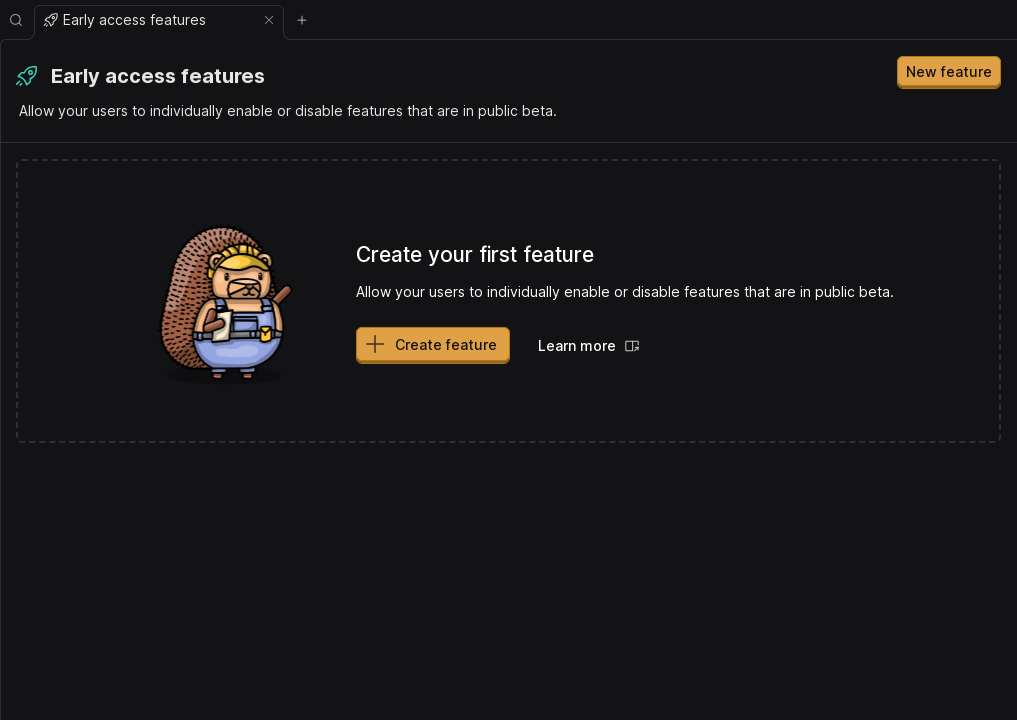 Early access features
Early access features
New feature
Allow your users to individually enable or disable features that are in public beta.
Create your first feature
Allow your users to individually enable or disable features that are in public beta.
Create feature
Learn more